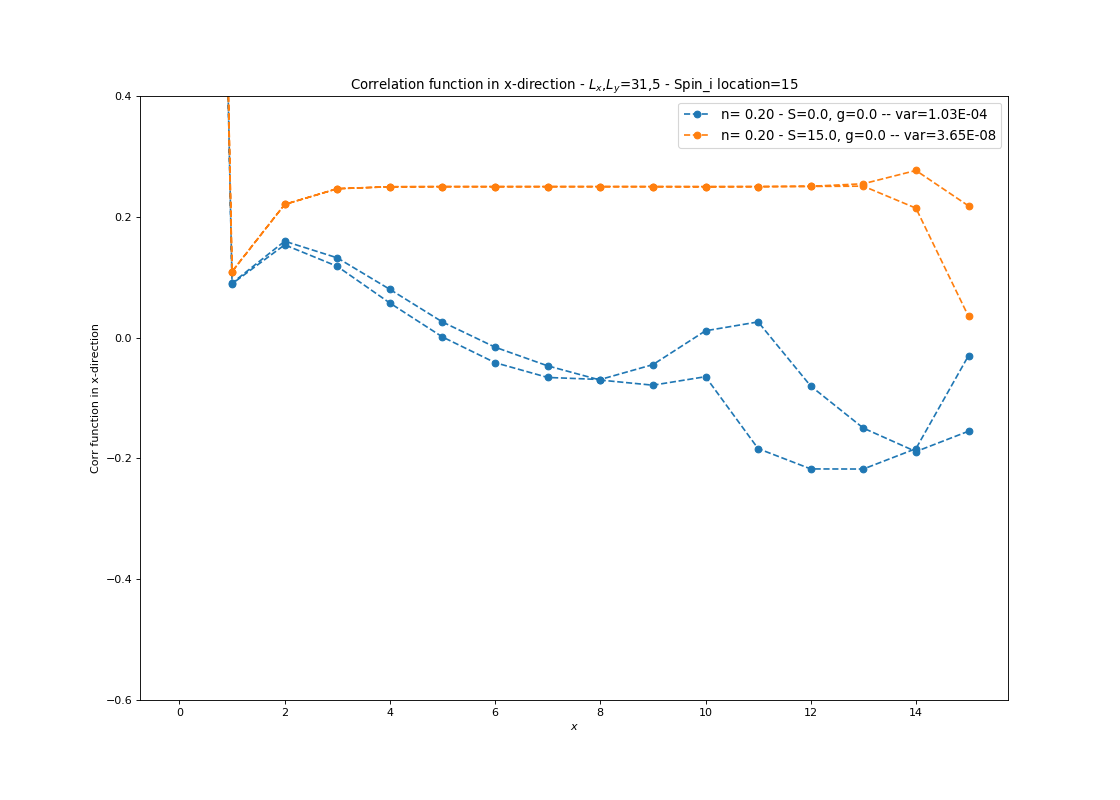 Correlation function in x-direction - Lx,Ly=31,5 - Spin_i location=15
n= 0.20 - S=0.0, g=0.0 -- var=1.03E-04
n= 0.20 - S=15.0, g=0.0 -- var=3.65E-08
Corr function in x-direction
0.4
0.2
0.0
−0.2
−0.4
−0.6
0 2 4 6 8 10 12 14
x